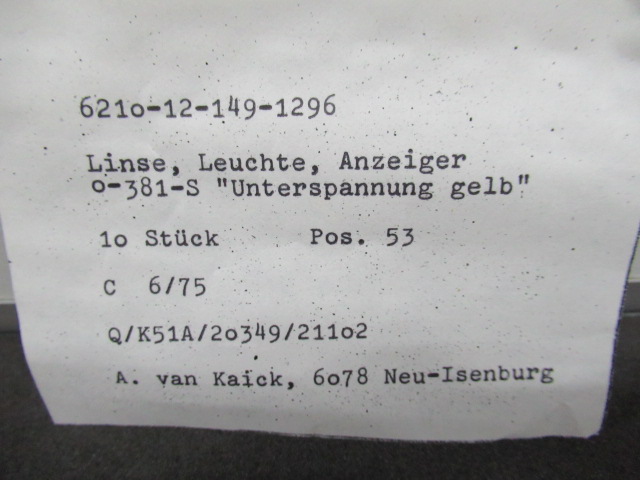 621o-12-149-1296
Linse, Leuchte, Anzeiger
o-381-S "Unterspannung gelb"
1o Stück Pos. 53
C 6/75
Q/K51A/2o349/211o2
A. van Kaick, 6o78 Neu-Isenburg